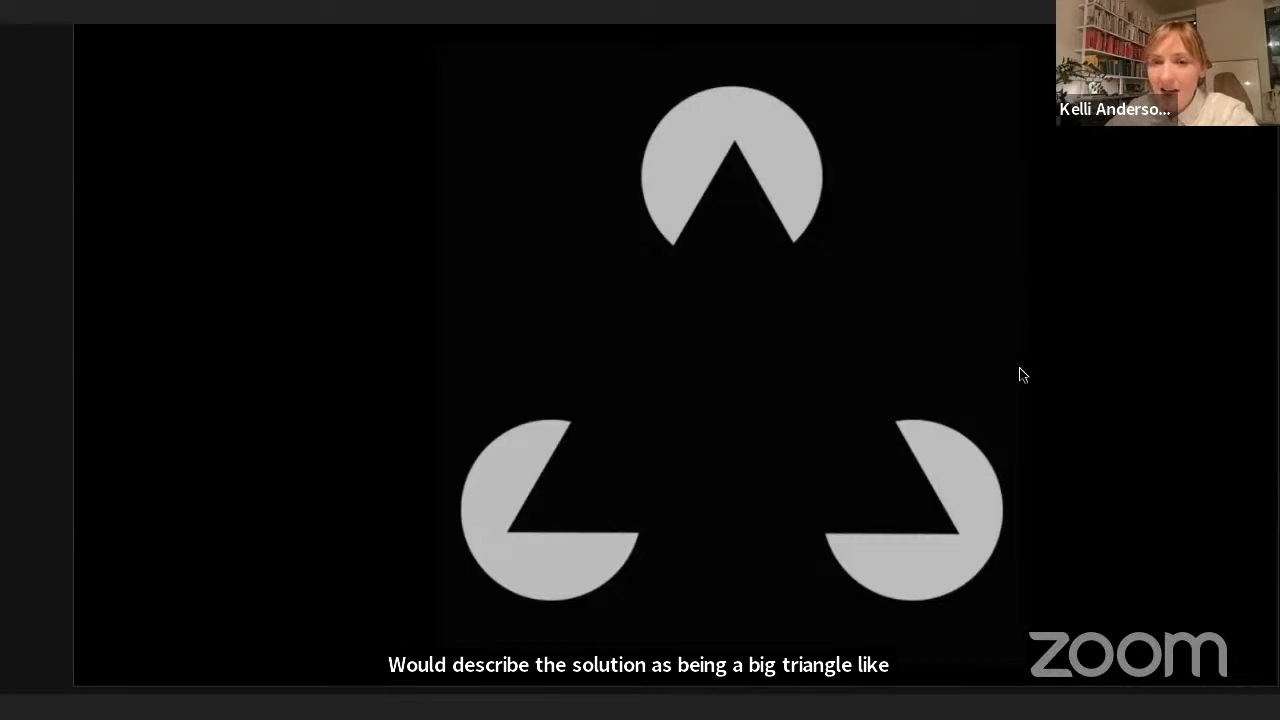 Kelli Anderso...
Would describe the solution as being a big triangle like
zoom